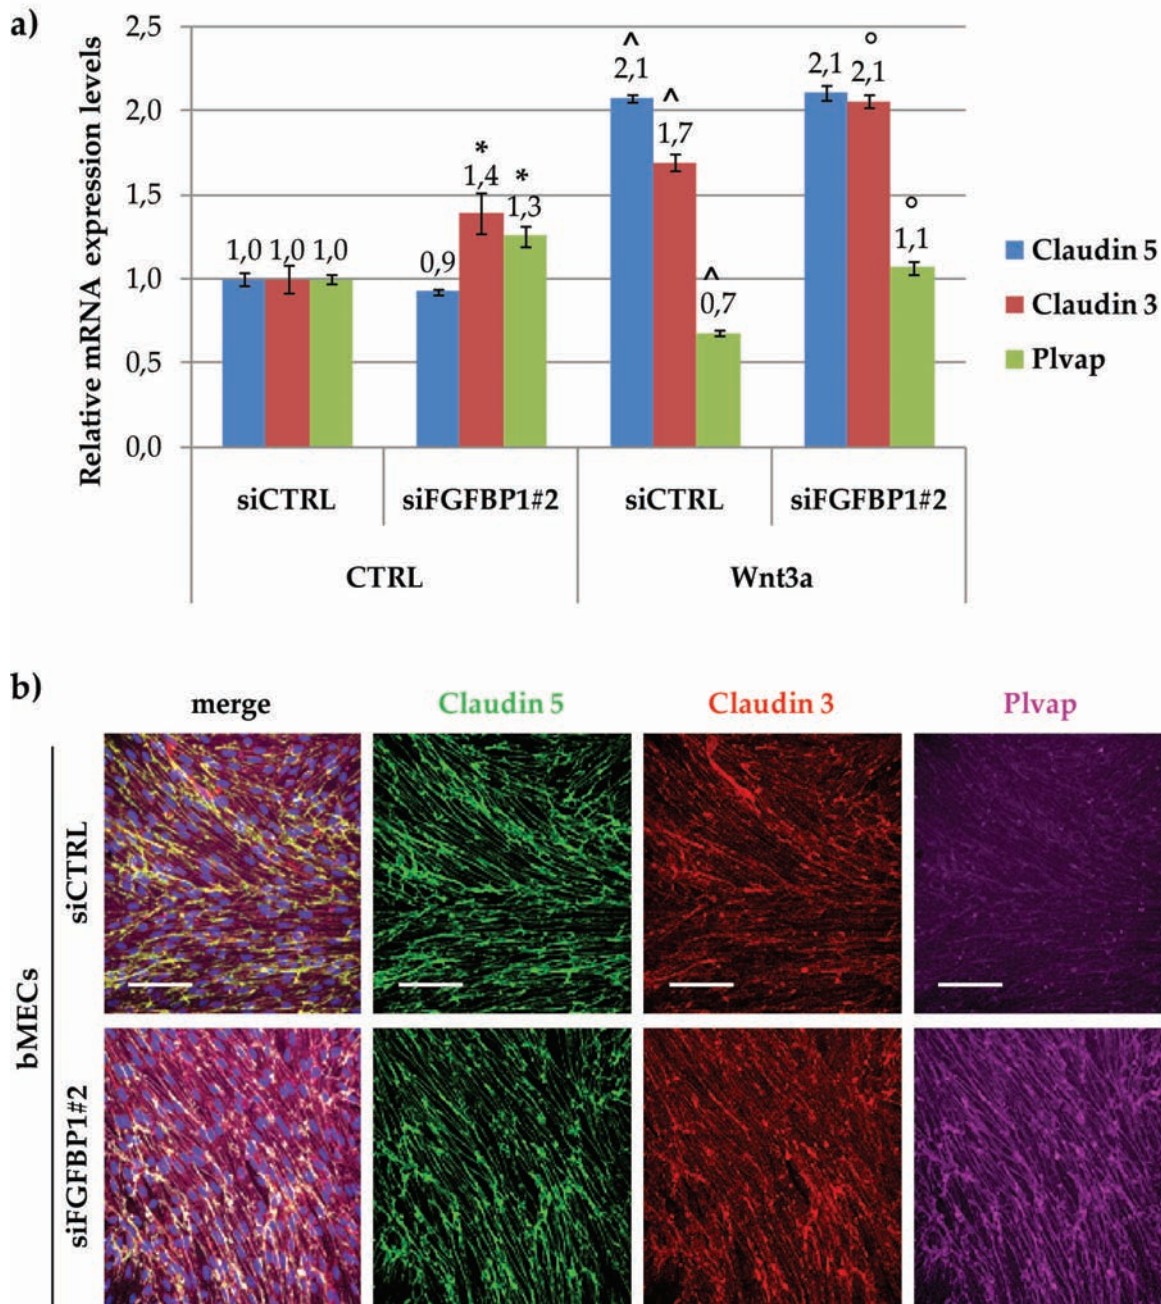 a)
Relative mRNA expression levels
2,5
2,0
1,5
1,0
0,5
0,0
1,0 1,0 1,0
0,9
*
1,4
*
1,3
^
2,1
^
1,7
^
0,7
2,1
°
2,1
°
1,1
Claudin 5
Claudin 3
Plvap
siCTRL siFGFBP1#2 siCTRL siFGFBP1#2
CTRL Wnt3a
b)
merge Claudin 5 Claudin 3 Plvap
bMECs
siCTRL
siFGFBP1#2